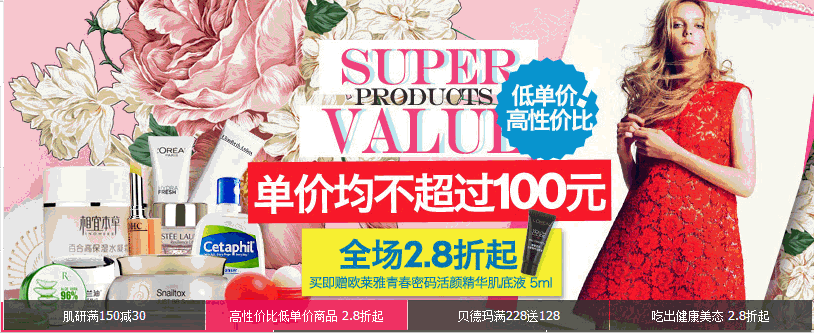 SUPER
PRODUCTS
VALUE
低单价
高性价比
单价均不超过100元
全场2.8折起
买即赠欧莱雅青春密码活颜精华肌底液 5ml
L'ORÉAL
PARIS
HYDRA
FRESH
相宜本草
百合高保湿水凝霜
DHC
Cetaphil
Snailtox
96%
肌研满150减30
高性价比低单价商品 2.8折起
贝德玛满228送128
吃出健康美态 2.8折起